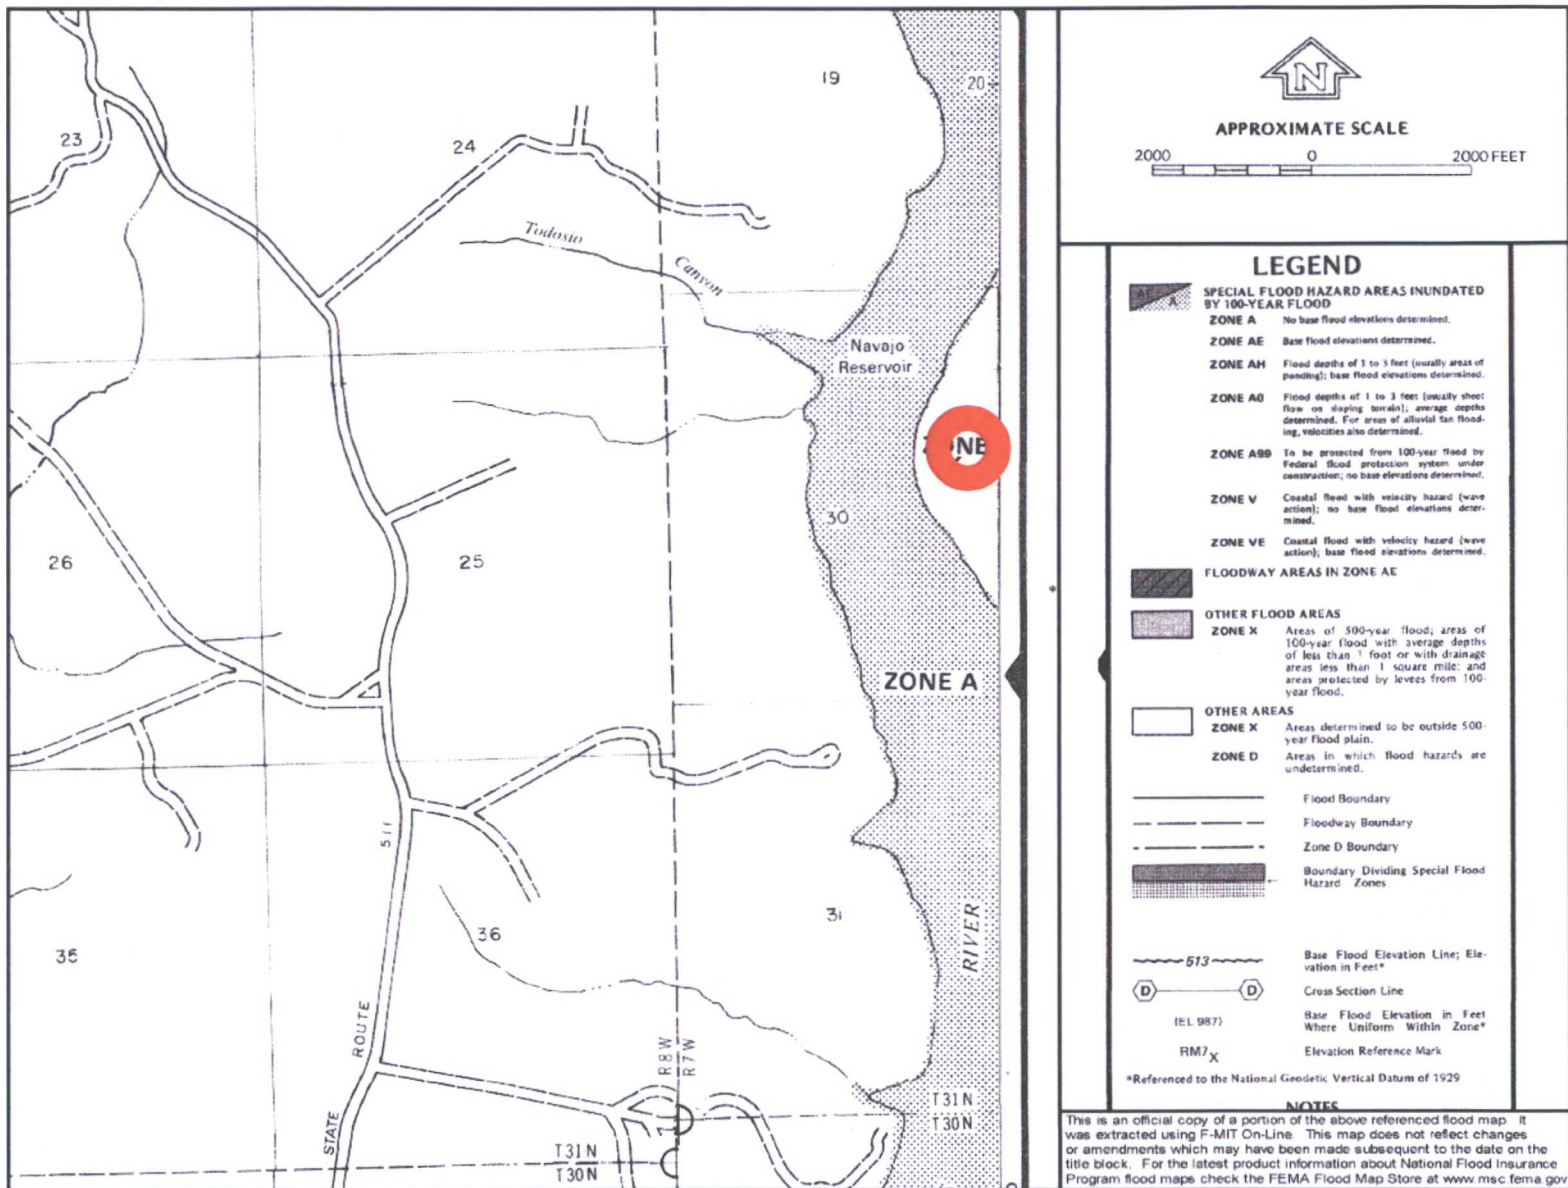 19
20
23
24
Todosio
Canyon
Navajo
Reservoir
30
26
25
ZONE A
511
31
36
35
RIVER
ROUTE
STATE
R8W
R7W
T31N
T30N
T31N
T30N
N
APPROXIMATE SCALE
2000 0 2000 FEET
LEGEND
A
SPECIAL FLOOD HAZARD AREAS INUNDATED
BY 100-YEAR FLOOD
ZONE A No base flood elevations determined.
ZONE AE Base flood elevations determined.
ZONE AH Flood depths of 1 to 3 feet (usually areas of
ponding); base flood elevations determined.
ZONE AO Flood depths of 1 to 3 feet (usually sheet
flow on sloping terrain); average depths
determined. For areas of alluvial fan flood-
ing, velocities also determined.
ZONE A99 To be protected from 100-year flood by
Federal flood protection system under
construction; no base elevations determined.
ZONE V Coastal flood with velocity hazard (wave
action); no base flood elevations deter-
mined.
ZONE VE Coastal flood with velocity hazard (wave
action); base flood elevations determined.
FLOODWAY AREAS IN ZONE AE
OTHER FLOOD AREAS
ZONE X Areas of 500-year flood; areas of
100-year flood with average depths
of less than 1 foot or with drainage
areas less than 1 square mile; and
areas protected by levees from 100-
year flood.
OTHER AREAS
ZONE X Areas determined to be outside 500-
year flood plain.
ZONE D Areas in which flood hazards are
undetermined.
Flood Boundary
Floodway Boundary
Zone D Boundary
Boundary Dividing Special Flood
Hazard Zones
513 Base Flood Elevation Line; Ele-
vation in Feet*
D D Cross Section Line
(EL 987) Base Flood Elevation in Feet
Where Uniform Within Zone*
RM7X Elevation Reference Mark
*Referenced to the National Geodetic Vertical Datum of 1929
NOTES
This is an official copy of a portion of the above referenced flood map. It
was extracted using F-MIT On-Line. This map does not reflect changes
or amendments which may have been made subsequent to the date on the
title block. For the latest product information about National Flood Insurance
Program flood maps check the FEMA Flood Map Store at www.msc.fema.gov